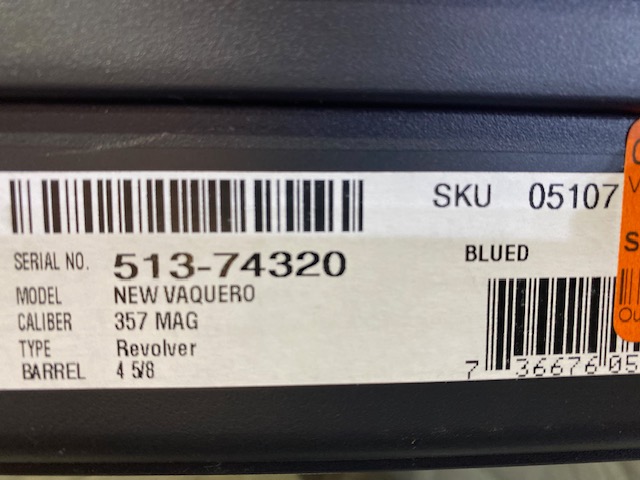 SKU 05107
SERIAL NO. 513-74320
BLUED
MODEL NEW VAQUERO
CALIBER 357 MAG
TYPE Revolver
BARREL 4 5/8
7 36676 05
S
Ou